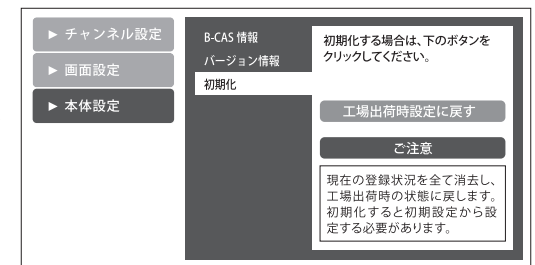 ▶ チャンネル設定
▶ 画面設定
▶ 本体設定
B-CAS 情報
バージョン情報
初期化
初期化する場合は、下のボタンを
クリックしてください。
工場出荷時設定に戻す
ご注意
現在の登録状況を全て消去し、
工場出荷時の状態に戻します。
初期化すると初期設定から設
定する必要があります。